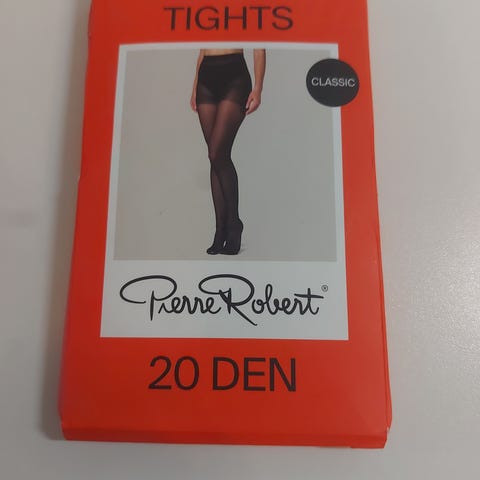 TIGHTS
CLASSIC
Pierre Robert®
20 DEN